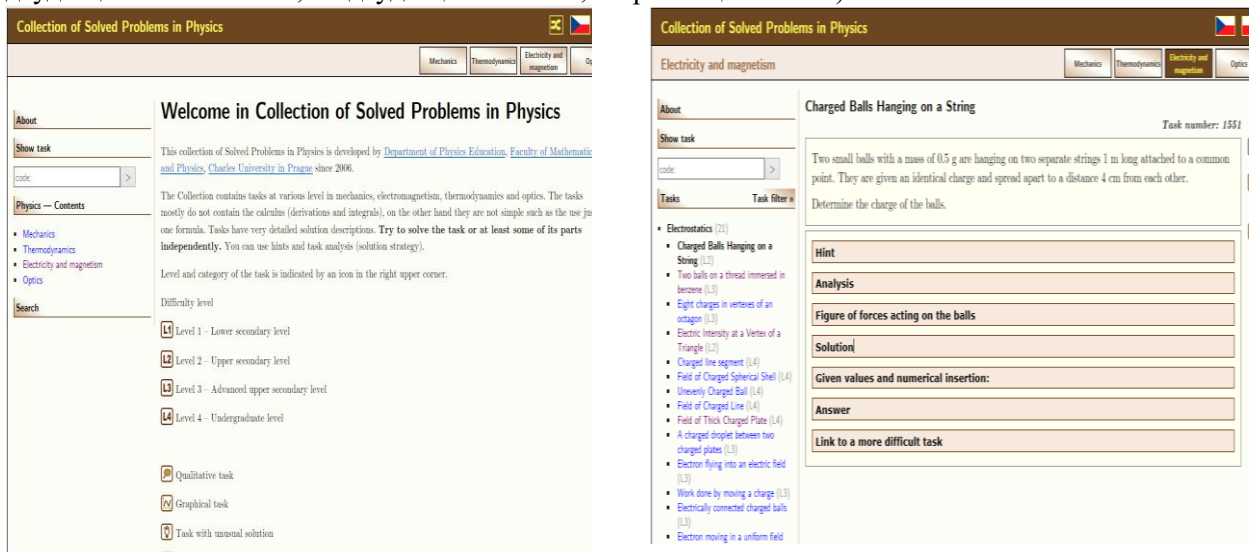 Collection of Solved Problems in Physics
Mechanics
Thermodynamics
Electricity and
magnetism
About
Show task
code:
>
Physics — Contents
Mechanics
Thermodynamics
Electricity and magnetism
Optics
Search
Welcome in Collection of Solved Problems in Physics
This collection of Solved Problems in Physics is developed by Department of Physics Education, Faculty of Mathematic
and Physics, Charles University in Prague since 2006.
The Collection contains tasks at various level in mechanics, electromagnetism, thermodynamics and optics. The tasks
mostly do not contain the calculus (derivations and integrals), on the other hand they are not simple such as the use jus
one formula. Tasks have very detailed solution descriptions. Try to solve the task or at least some of its parts
independently. You can use hints and task analysis (solution strategy).
Level and category of the task is indicated by an icon in the right upper corner.
Difficulty level
L1 Level 1 – Lower secondary level
L2 Level 2 – Upper secondary level
L3 Level 3 – Advanced upper secondary level
L4 Level 4 – Undergraduate level
Qualitative task
Graphical task
Task with unusual solution
Collection of Solved Problems in Physics
Electricity and magnetism
Mechanics
Thermodynamics
Electricity and
magnetism
Optics
About
Show task
code:
>
Tasks Task filter »
Electrostatics (21)
Charged Balls Hanging on a
String (L2)
Two balls on a thread immersed in
benzene (L3)
Eight charges in vertexes of an
octagon (L3)
Electric Intensity at a Vertex of a
Triangle (L2)
Charged line segment (L4)
Field of Charged Spherical Shell (L4)
Unevenly Charged Ball (L4)
Field of Charged Line (L4)
Field of Thick Charged Plate (L4)
A charged droplet between two
charged plates (L3)
Electron flying into an electric field
(L3)
Work done by moving a charge (L3)
Electrically connected charged balls
(L3)
Electron moving in a uniform field
Charged Balls Hanging on a String
Task number: 1551
Two small balls with a mass of 0.5 g are hanging on two separate strings 1 m long attached to a common
point. They are given an identical charge and spread apart to a distance 4 cm from each other.
Determine the charge of the balls.
Hint
Analysis
Figure of forces acting on the balls
Solution
Given values and numerical insertion:
Answer
Link to a more difficult task